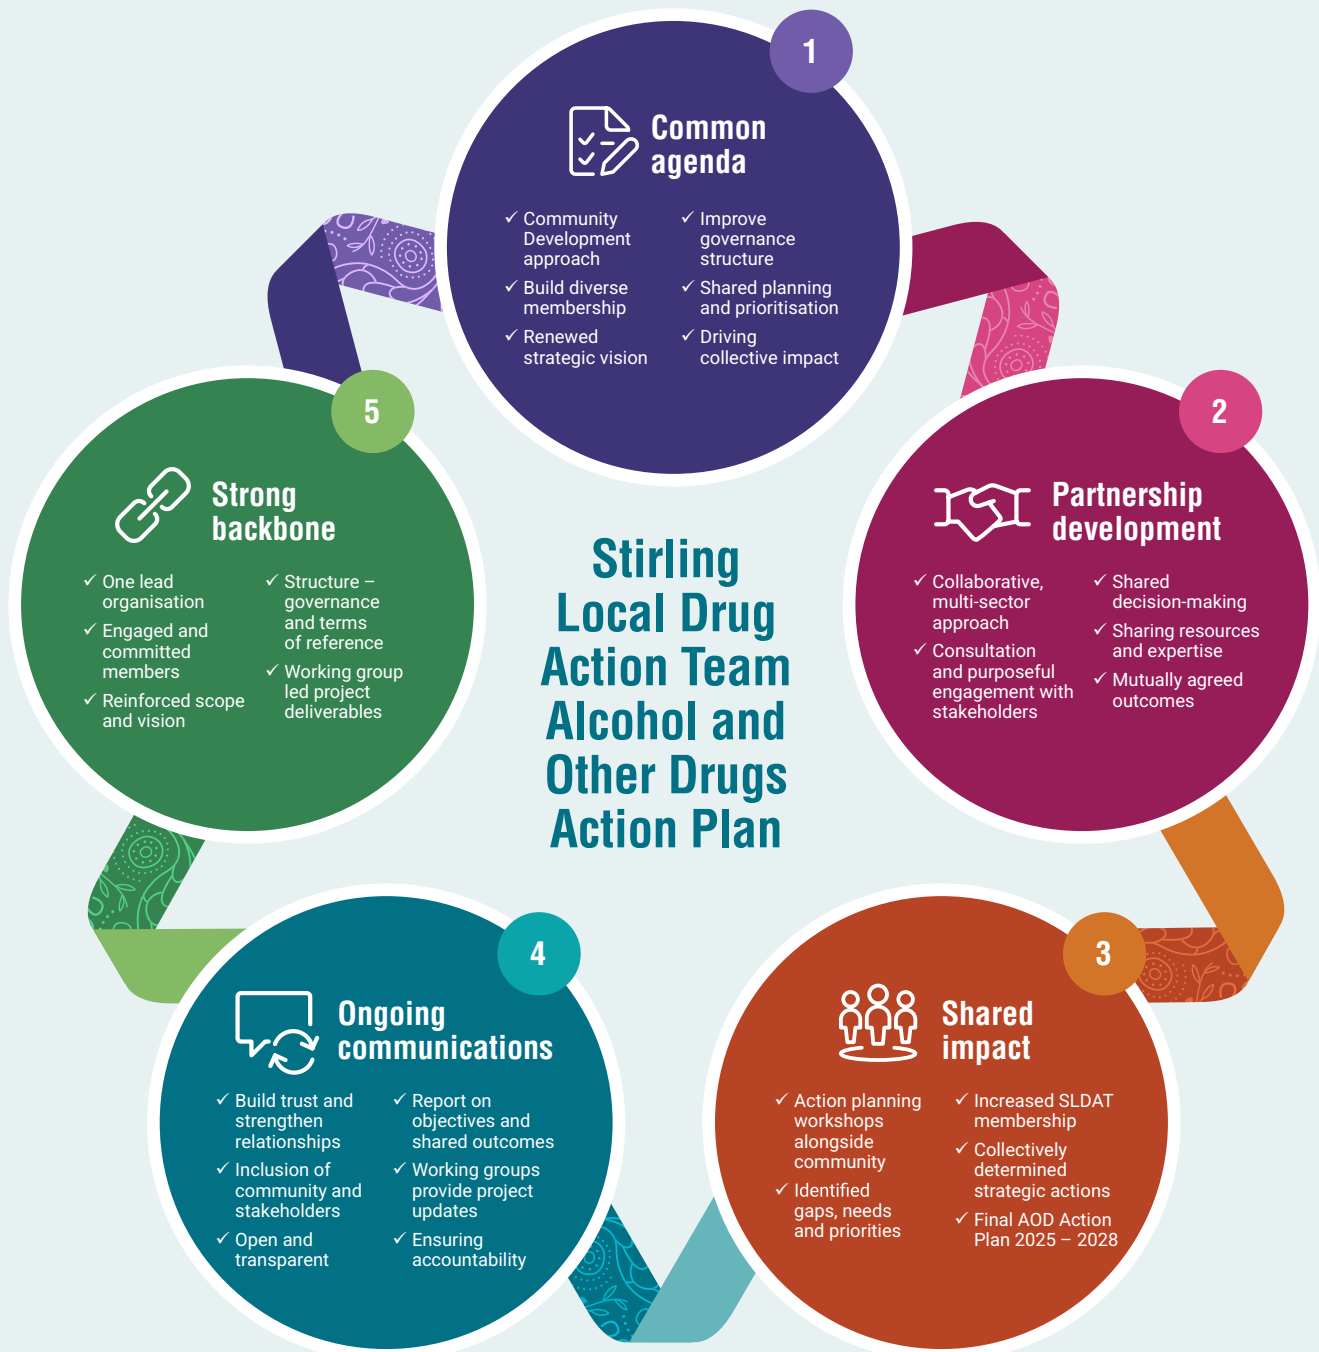 1
Common
agenda
Community
Development
approach
Build diverse
membership
Renewed
strategic vision
Improve
governance
structure
Shared planning
and prioritisation
Driving
collective impact
2
Partnership
development
Collaborative,
multi-sector
approach
Consultation
and purposeful
engagement with
stakeholders
Shared
decision-making
Sharing resources
and expertise
Mutually agreed
outcomes
3
Shared
impact
Action planning
workshops
alongside
community
Identified
gaps, needs
and priorities
Increased SLDAT
membership
Collectively
determined
strategic actions
Final AOD Action
Plan 2025 – 2028
4
Ongoing
communications
Build trust and
strengthen
relationships
Inclusion of
community and
stakeholders
Open and
transparent
Report on
objectives and
shared outcomes
Working groups
provide project
updates
Ensuring
accountability
5
Strong
backbone
One lead
organisation
Engaged and
committed
members
Reinforced scope
and vision
Structure –
governance
and terms
of reference
Working group
led project
deliverables
Stirling
Local Drug
Action Team
Alcohol and
Other Drugs
Action Plan